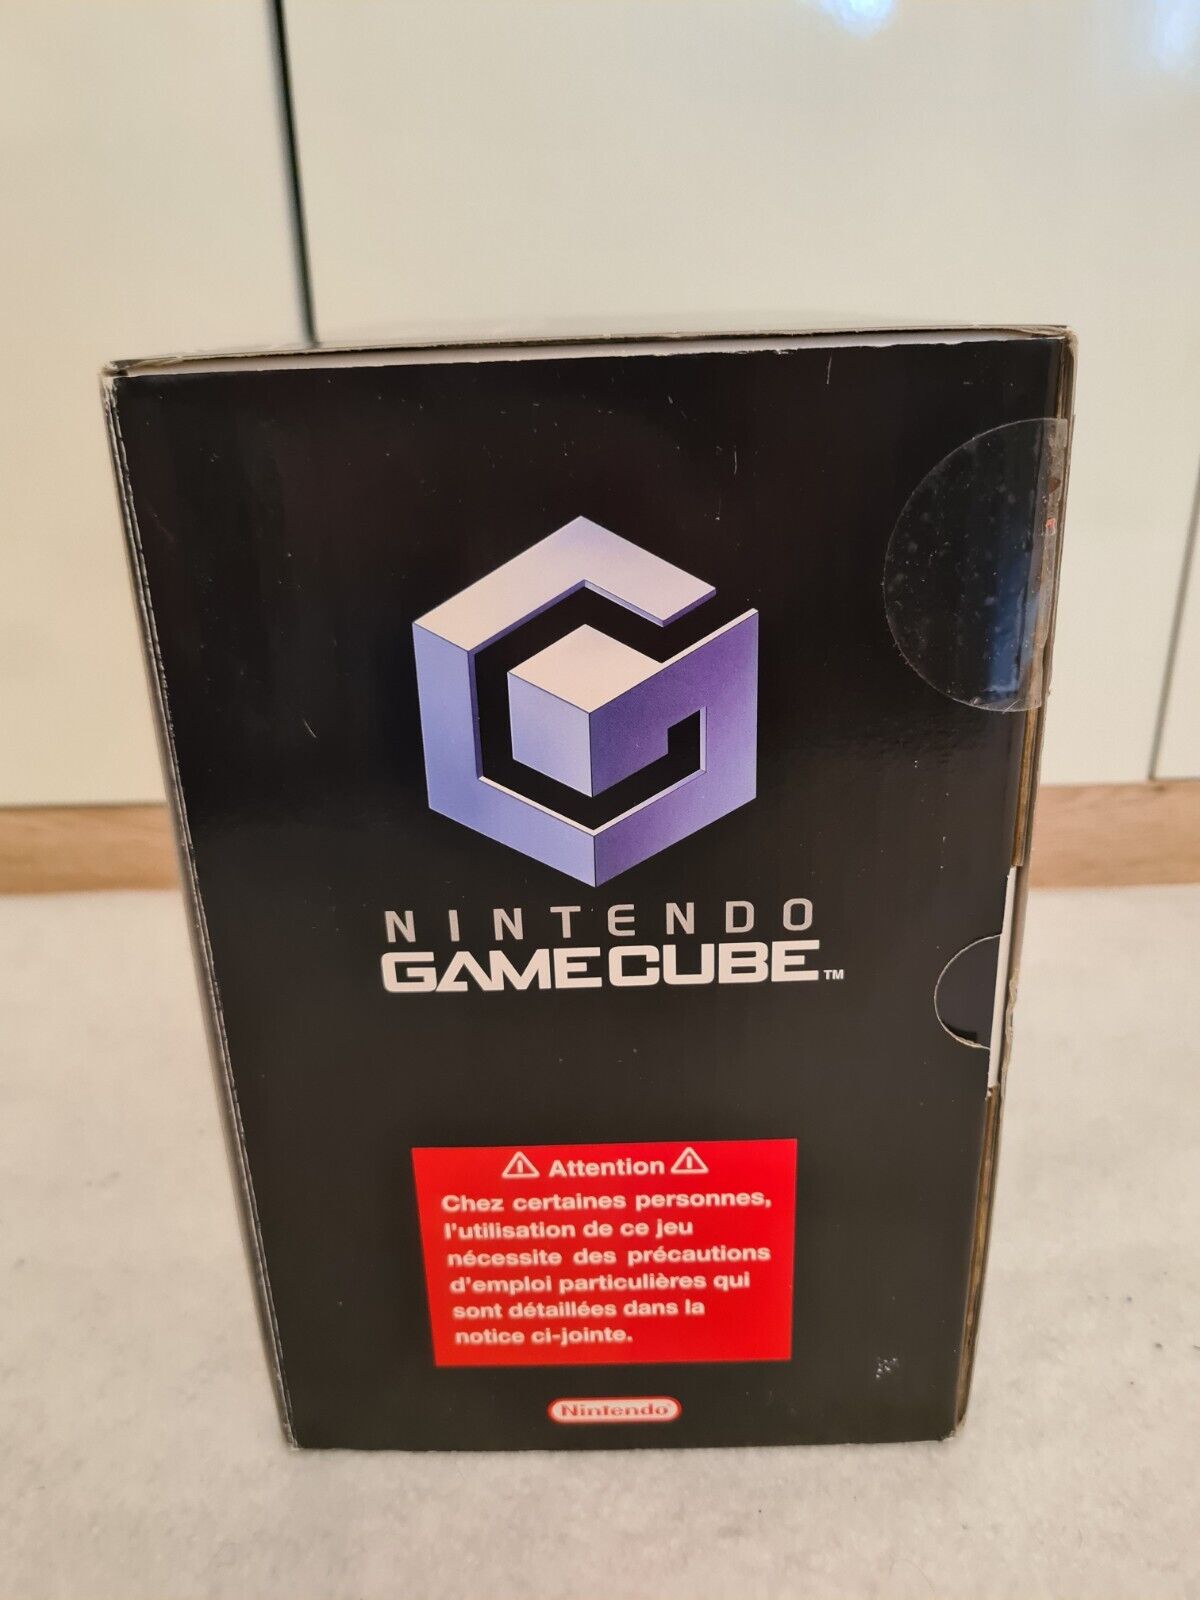 NINTENDO
GAMECUBE™
⚠ Attention ⚠
Chez certaines personnes,
l'utilisation de ce jeu
nécessite des précautions
d'emploi particulières qui
sont détaillées dans la
notice ci-jointe.
Nintendo